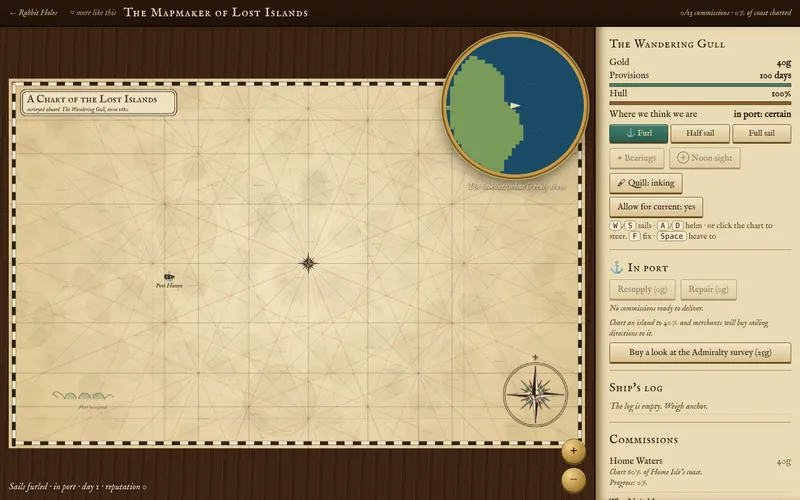 ← Rabbit Holes
≈ more like this
The Mapmaker of Lost Islands
0/13 commissions · 0% of coast charted
A Chart of the Lost Islands
surveyed aboard The Wandering Gull, anno 1682
The lookout: what is truly there
Port Haven
Sails furled · in port · day 1 · reputation 0
+
−
The Wandering Gull
Gold 40g
Provisions 100 days
Hull 100%
Where we think we are in port: certain
⚓ Furl
Half sail
Full sail
⌖ Bearings
Noon sight
Quill: inking
Allow for current: yes
W/S sails · A/D helm · or click the chart to
steer. F fix · Space heave to
⚓ In port
Resupply (0g)
Repair (0g)
No commissions ready to deliver.
Chart an island to 40% and merchants will buy sailing
directions to it.
Buy a look at the Admiralty survey (25g)
Ship's log
The log is empty. Weigh anchor.
Commissions
Home Waters 40g
Chart 60% of Home Isle's coast.
Progress: 0%